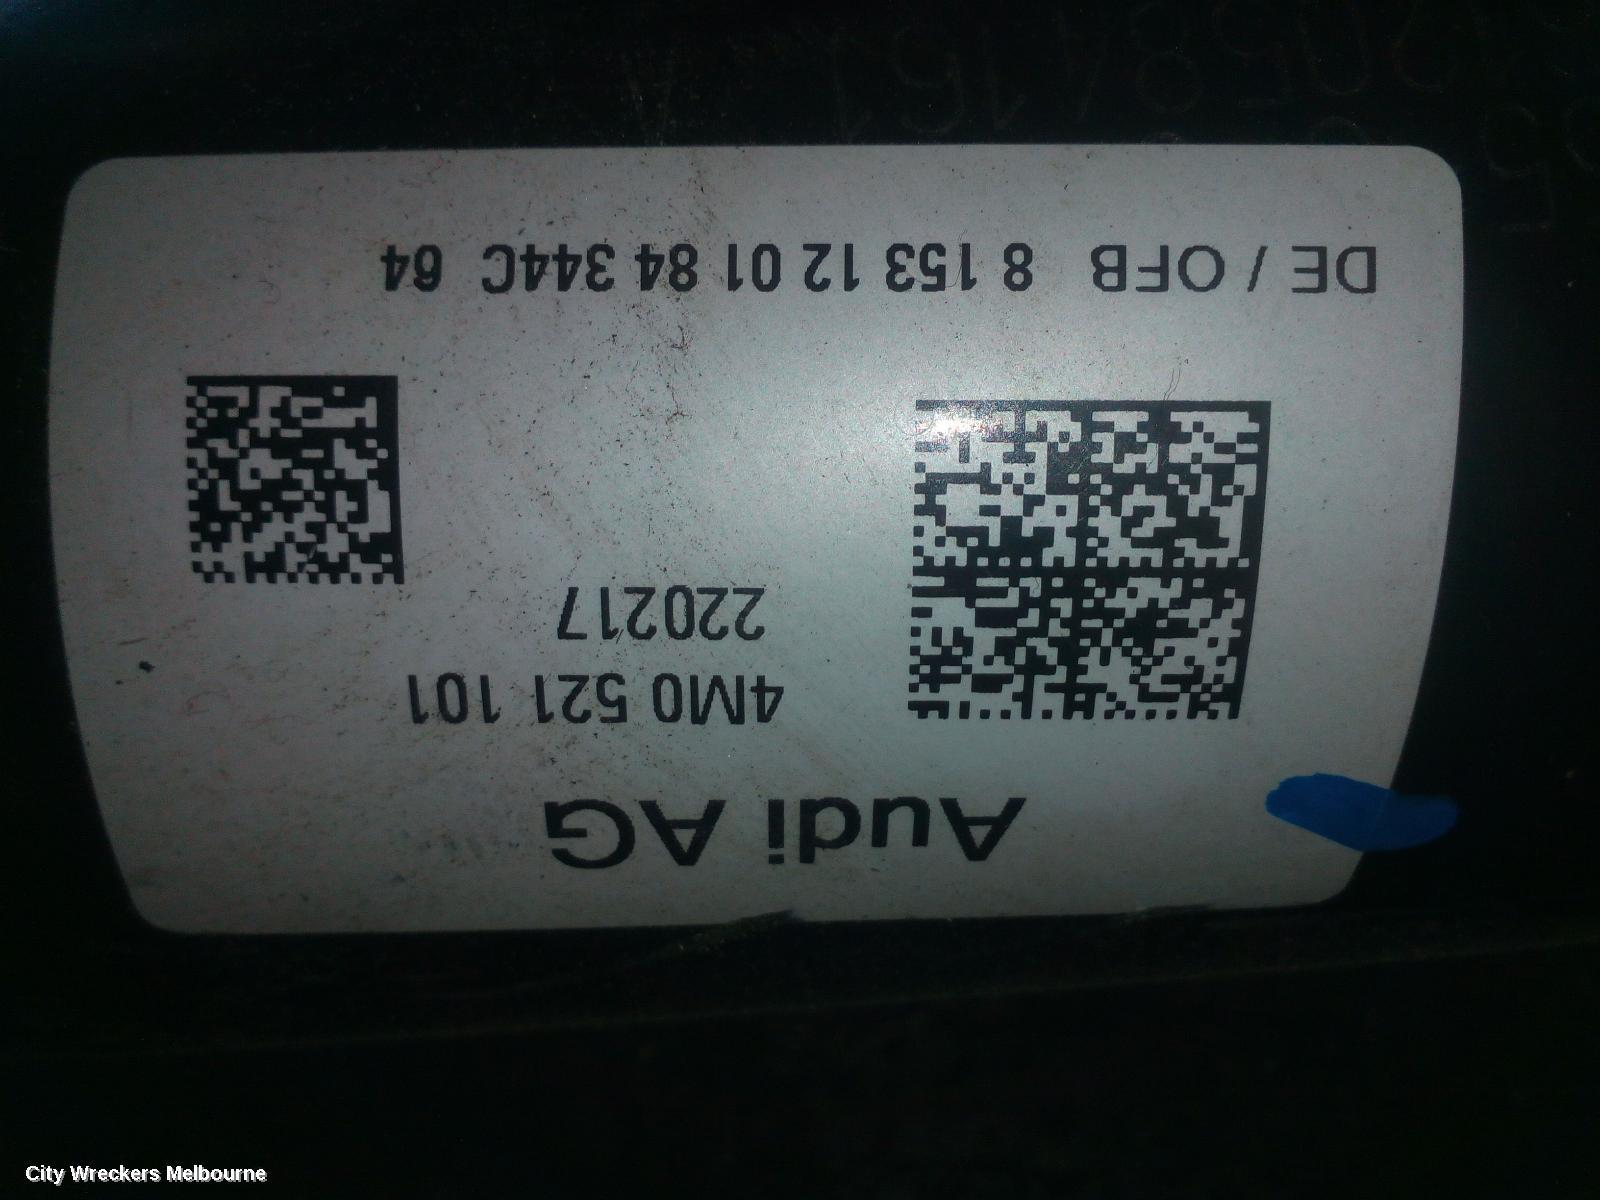 Audi AG
4M0 521 101
220217
DE / OFB 8 153 12 01 84 344C 64
City Wreckers Melbourne